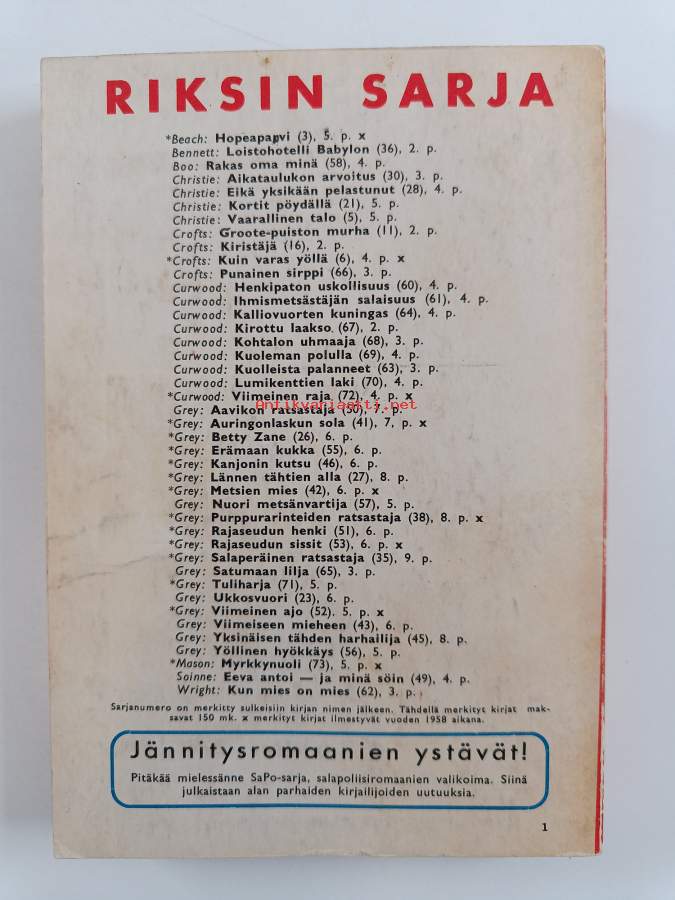 RIKSIN SARJA
*Beach: Hopeapapvi (3), 5. p. x
Bennett: Loistohotelli Babylon (36), 2. p.
Boo: Rakas oma minä (58), 4. p.
Christie: Aikataulukon arvoitus (30), 3. p.
Christie: Eikä yksikään pelastunut (28), 4. p.
Christie: Kortit pöydällä (21), 5. p.
Christie: Vaarallinen talo (5), 5. p.
Crofts: Groote-puiston murha (11), 2. p.
Crofts: Kiristäjä (16), 2. p.
*Crofts: Kuin varas yöllä (6), 4. p. x
Crofts: Punainen sirppi (66), 3. p.
Curwood: Henkipaton uskollisuus (60), 4. p.
Curwood: Ihmismetsästäjän salaisuus (61), 4. p.
Curwood: Kalliovuorten kuningas (64), 4. p.
Curwood: Kirottu laakso. (67), 2. p.
Curwood: Kohtalon uhmaaja (68), 3. p.
Curwood: Kuoleman polulla (69), 4. p.
Curwood: Kuolleista palanneet (63), 3. p.
Curwood: Lumikenttien laki (70), 4. p.
*Curwood: Viimeinen raja (72), 4. p. x
Antikvariaatti.net
Grey: Aavikon ratsastaja (50), 7. p.
*Grey: Auringonlaskun sola (41), 7, p. x
*Grey: Betty Zane (26), 6. p.
*Grey: Erämaan kukka (55), 6. p.
*Grey: Kanjonin kutsu (46), 6. p.
*Grey: Lännen tähtien alla (27), 8. p.
*Grey: Metsien mies (42), 6. p. x
Grey: Nuori metsänvartija (57), 5. p.
*Grey: Purppurarinteiden ratsastaja (38), 8. p. x
*Grey: Rajaseudun henki (51), 6. p.
*Grey: Rajaseudun sissit (53), 6. p. x
*Grey: Salaperäinen ratsastaja (35), 9. p.
Grey: Satumaan lilja (65), 3. p.
*Grey: Tuliharja (71), 5. p.
Grey: Ukkosvuori (23), 6. p.
*Grey: Viimeinen ajo (52). 5. p. x
Grey: Viimeiseen mieheen (43), 6. p.
Grey: Yksinäisen tähden harhailija (45), 8. p.
Grey: Yöllinen hyökkäys (56), 5. p.
*Mason: Myrkkynuoli (73), 5. p. x
Soinne: Eeva antoi — ja minä söin (49), 4. p.
Wright: Kun mies on mies (62), 3. p.
Sarjanumero on merkitty sulkeisiin kirjan nimen jälkeen. Tähdellä merkityt kirjat mak-
savat 150 mk. x merkityt kirjat ilmestyvät vuoden 1958 aikana.
Jännitysromaanien ystävät!
Pitäkää mielessänne SaPo-sarja, salapoliisiromaanien valikoima. Siinä
julkaistaan alan parhaiden kirjailijoiden uutuuksia.
1